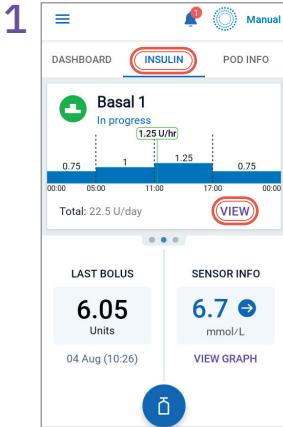 1
1
Manual
DASHBOARD INSULIN POD INFO
Basal 1
In progress
1.25 U/hr
0.75 1 1.25 0.75
00:00 05:00 11:00 17:00 00:00
Total: 22.5 U/day VIEW
LAST BOLUS
6.05
Units
04 Aug (10:26)
SENSOR INFO
6.7
mmol/L
VIEW GRAPH